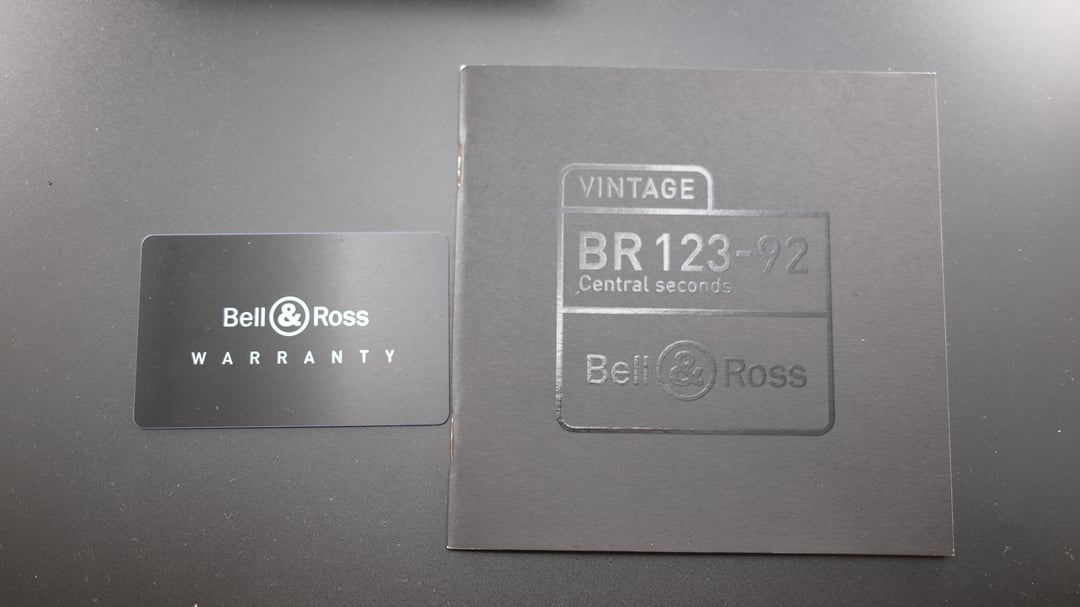 Bell & Ross
WARRANTY
VINTAGE
BR 123-92
Central seconds
Bell & Ross